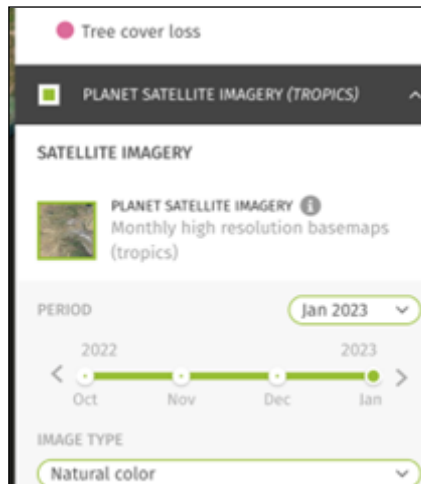 Tree cover loss
PLANET SATELLITE IMAGERY (TROPICS)
SATELLITE IMAGERY
PLANET SATELLITE IMAGERY i
Monthly high resolution basemaps
(tropics)
PERIOD
Jan 2023
2022 2023
Oct Nov Dec Jan
IMAGE TYPE
Natural color